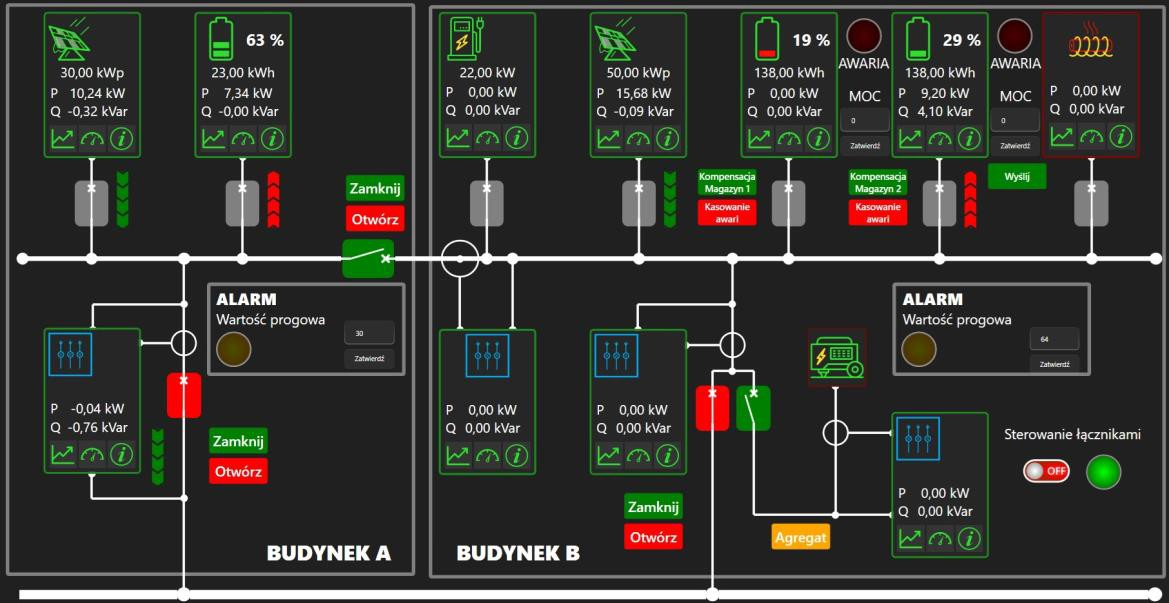 63 %
30,00 kWp
P 10,24 kW
Q -0,32 kVar
23,00 kWh
P 7,34 kW
Q -0,00 kVar
22,00 kW
P 0,00 kW
Q 0,00 kVar
50,00 kWp
P 15,68 kW
Q -0,09 kVar
19 %
138,00 kWh
P 0,00 kW
Q 0,00 kVar
AWARIA
MOC
0
Zatwierdź
29 %
138,00 kWh
P 9,20 kW
Q 4,10 kVar
AWARIA
MOC
0
Zatwierdź
Wyślij
P 0,00 kW
Q 0,00 kVar
Zamknij
Otwórz
Kompensacja
Magazyn 1
Kasowanie
awari
Kompensacja
Magazyn 2
Kasowanie
awari
ALARM
Wartość progowa
30
Zatwierdź
P -0,04 kW
Q -0,76 kVar
Zamknij
Otwórz
BUDYNEK A
P 0,00 kW
Q 0,00 kVar
P 0,00 kW
Q 0,00 kVar
Zamknij
Otwórz
Agregat
BUDYNEK B
ALARM
Wartość progowa
64
Zatwierdź
P 0,00 kW
Q 0,00 kVar
Sterowanie łącznikami
OFF